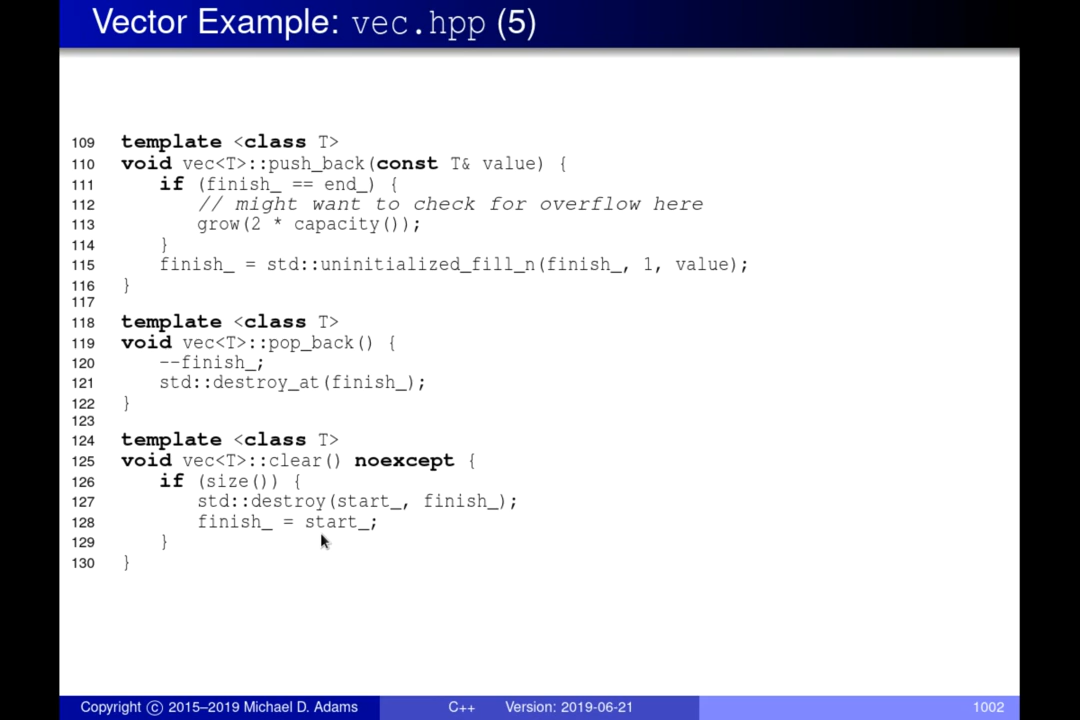 Vector Example: vec.hpp (5)
109 template <class T>
110 void vec<T>::push_back(const T& value) {
111 if (finish_ == end_) {
112 // might want to check for overflow here
113 grow(2 * capacity());
114 }
115 finish_ = std::uninitialized_fill_n(finish_, 1, value);
116 }
117
118 template <class T>
119 void vec<T>::pop_back() {
120 --finish_;
121 std::destroy_at(finish_);
122 }
123
124 template <class T>
125 void vec<T>::clear() noexcept {
126 if (size()) {
127 std::destroy(start_, finish_);
128 finish_ = start_;
129 }
130 }
Copyright © 2015–2019 Michael D. Adams C++ Version: 2019-06-21 1002